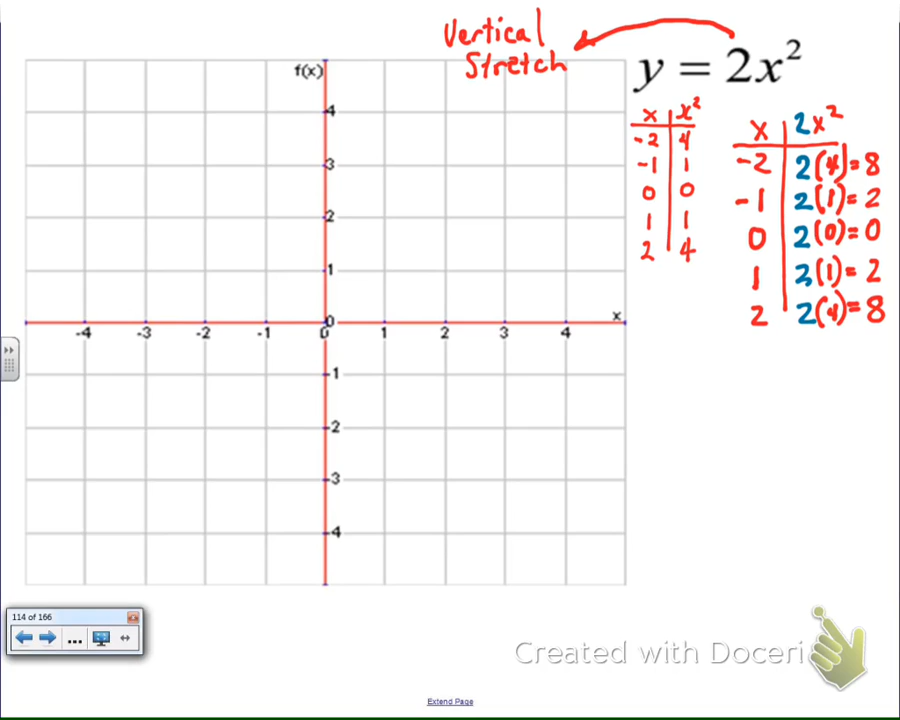 Vertical
Stretch
y = 2x²
f(x)
x | x²
-2 | 4
-1 | 1
0 | 0
1 | 1
2 | 4
x | 2x²
-2 | 2(4)=8
-1 | 2(1)=2
0 | 2(0)=0
1 | 2(1)=2
2 | 2(4)=8
4
3
2
1
0
x
-4 -3 -2 -1 0 1 2 3 4
-1
-2
-3
-4
114 of 166
...
Created with Doceri
Extend Page